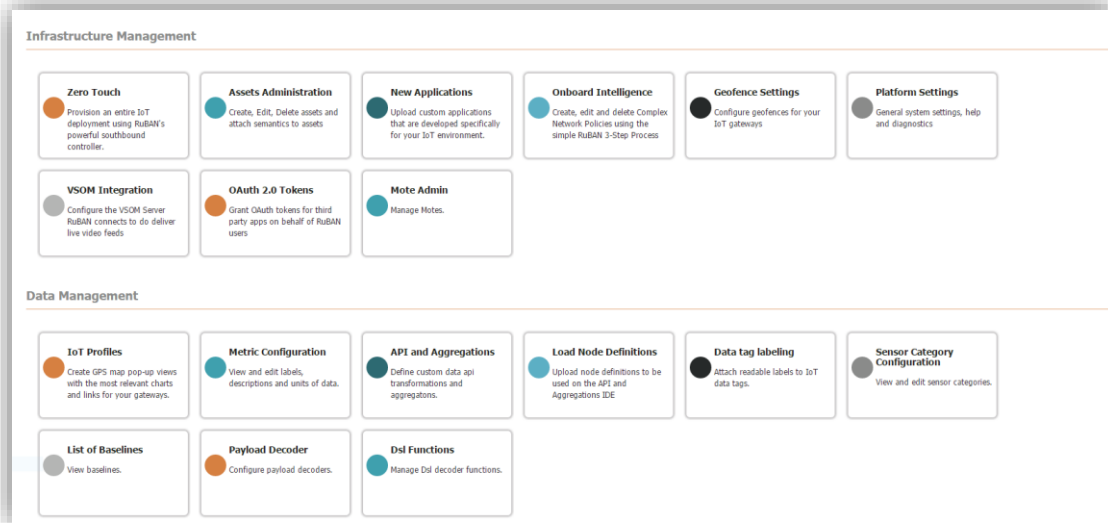 Infrastructure Management
Zero Touch
Provision an entire IoT
deployment using RuBAN's
powerful southbound
controller.
Assets Administration
Create, Edit, Delete assets and
attach semantics to assets
New Applications
Upload custom applications
that are developed specifically
for your IoT environment.
Onboard Intelligence
Create, edit and delete Complex
Network Policies using the
simple RuBAN 3-Step Process
Geofence Settings
Configure geofences for your
IoT gateways
Platform Settings
General system settings, help
and diagnostics
VSOM Integration
Configure the VSOM Server
RuBAN connects to do deliver
live video feeds
OAuth 2.0 Tokens
Grant OAuth tokens for third
party apps on behalf of RuBAN
users
Mote Admin
Manage Motes.
Data Management
IoT Profiles
Create GPS map pop-up views
with the most relevant charts
and links for your gateways.
Metric Configuration
View and edit labels,
descriptions and units of data.
API and Aggregations
Define custom data api
transformations and
aggregatons.
Load Node Definitions
Upload node definitions to be
used on the API and
Aggregations IDE
Data tag labeling
Attach readable labels to IoT
data tags.
Sensor Category
Configuration
View and edit sensor categories.
List of Baselines
View baselines.
Payload Decoder
Configure payload decoders.
Dsl Functions
Manage Dsl decoder functions.